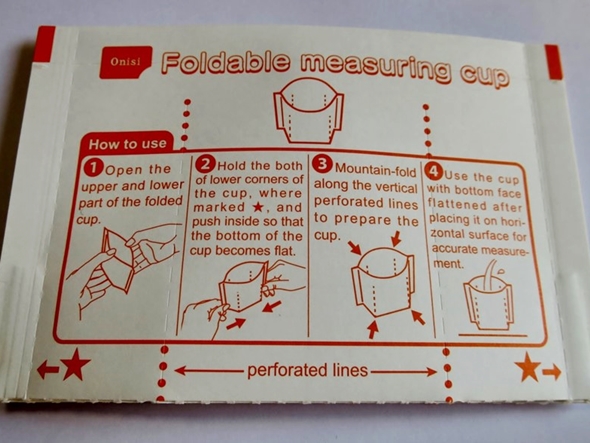 Onisi
Foldable measuring cup
How to use
1 Open the
upper and lower
part of the folded
cup.
2 Hold the both
of lower corners of
the cup, where
marked ★, and
push inside so that
the bottom of the
cup becomes flat.
3 Mountain-fold
along the vertical
perforated lines
to prepare the
cup.
4 Use the cup
with bottom face
flattened after
placing it on hori-
zontal surface for
accurate measure-
ment.
perforated lines